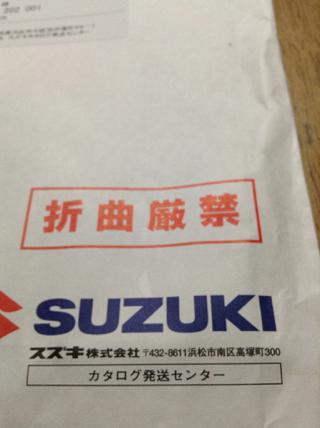 202 001
折曲厳禁
SUZUKI
スズキ株式会社 〒432-8611浜松市南区高塚町300
カタログ発送センター